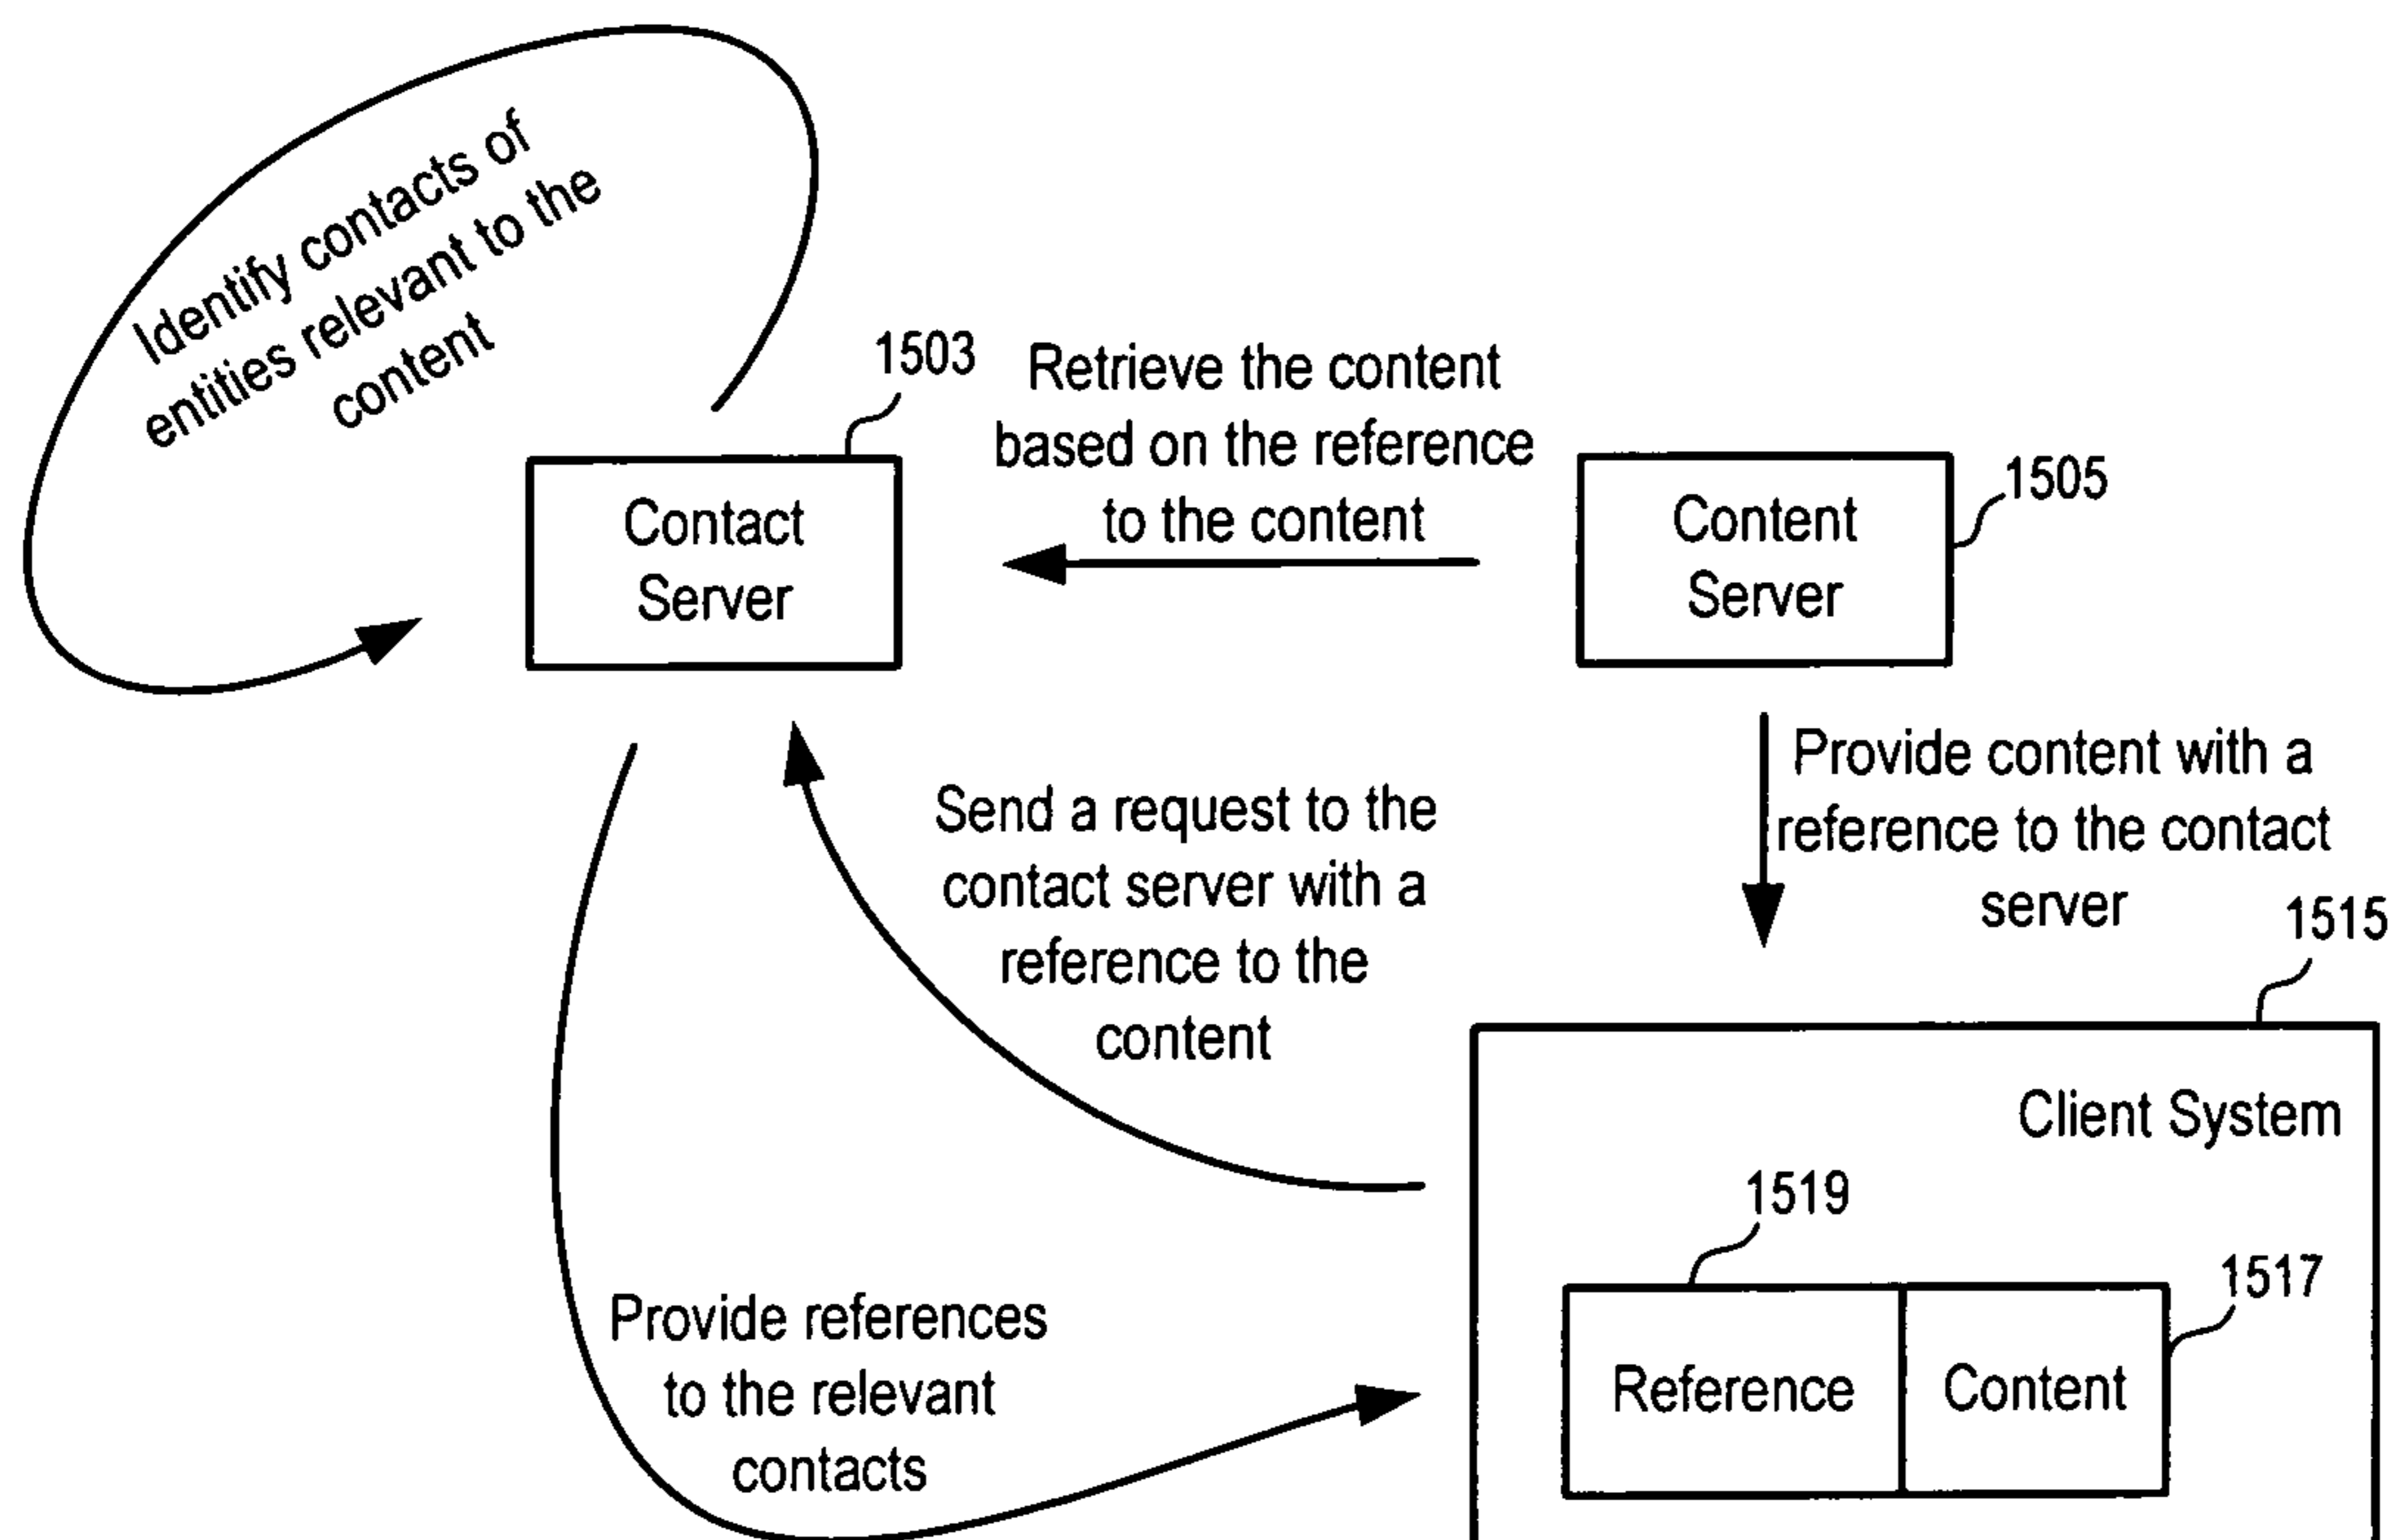 Identify contacts of
entities relevant to the
content
1503
Contact
Server
Retrieve the content
based on the reference
to the content
1505
Content
Server
Provide content with a
reference to the contact
server
Send a request to the
contact server with a
reference to the
content
1515
Client System
1519
1517
Reference
Content
Provide references
to the relevant
contacts